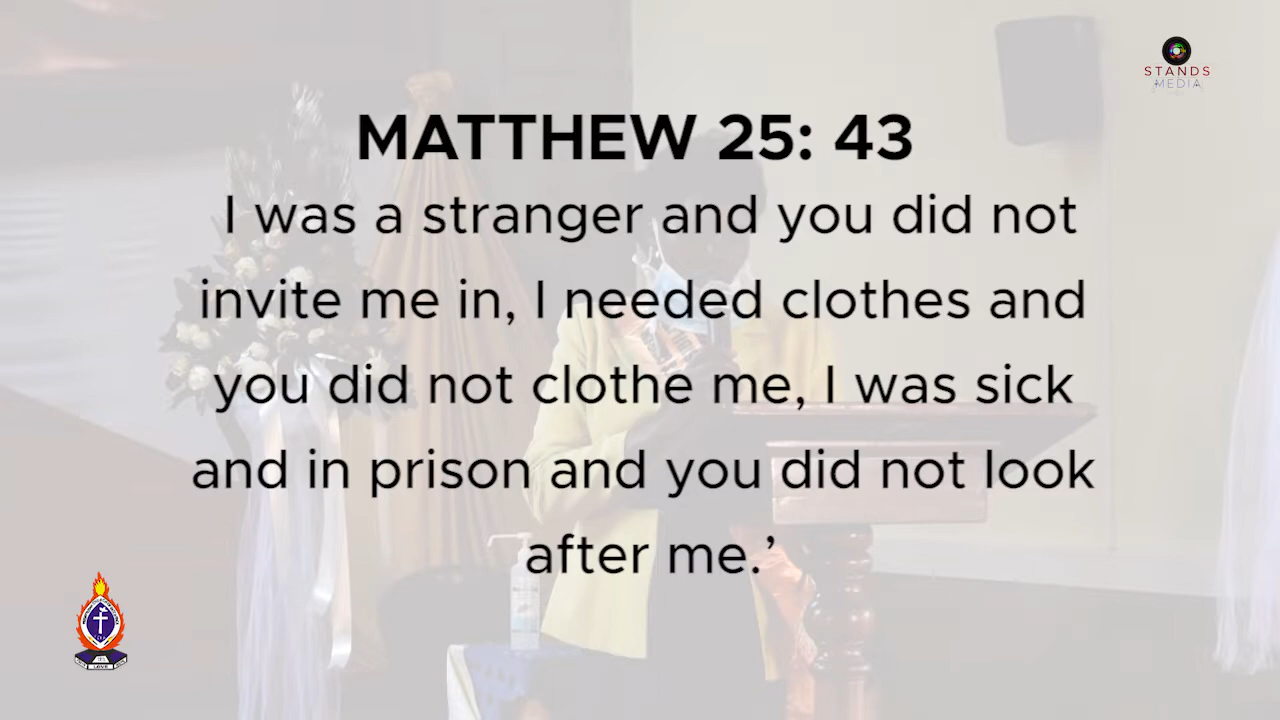 STANDS
MEDIA
MATTHEW 25: 43
I was a stranger and you did not
invite me in, I needed clothes and
you did not clothe me, I was sick
and in prison and you did not look
after me.’
LOVE